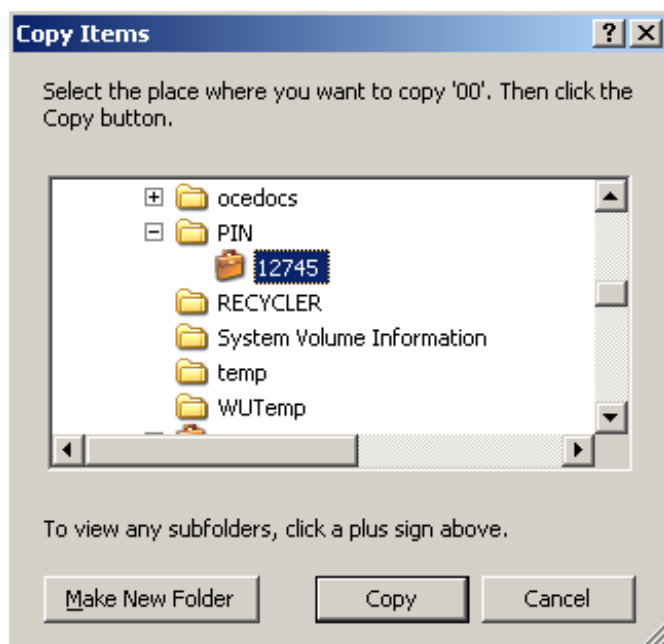 Copy Items
Select the place where you want to copy '00'. Then click the
Copy button.
ocedocs
PIN
12745
RECYCLER
System Volume Information
temp
WUTemp
To view any subfolders, click a plus sign above.
Make New Folder
Copy
Cancel